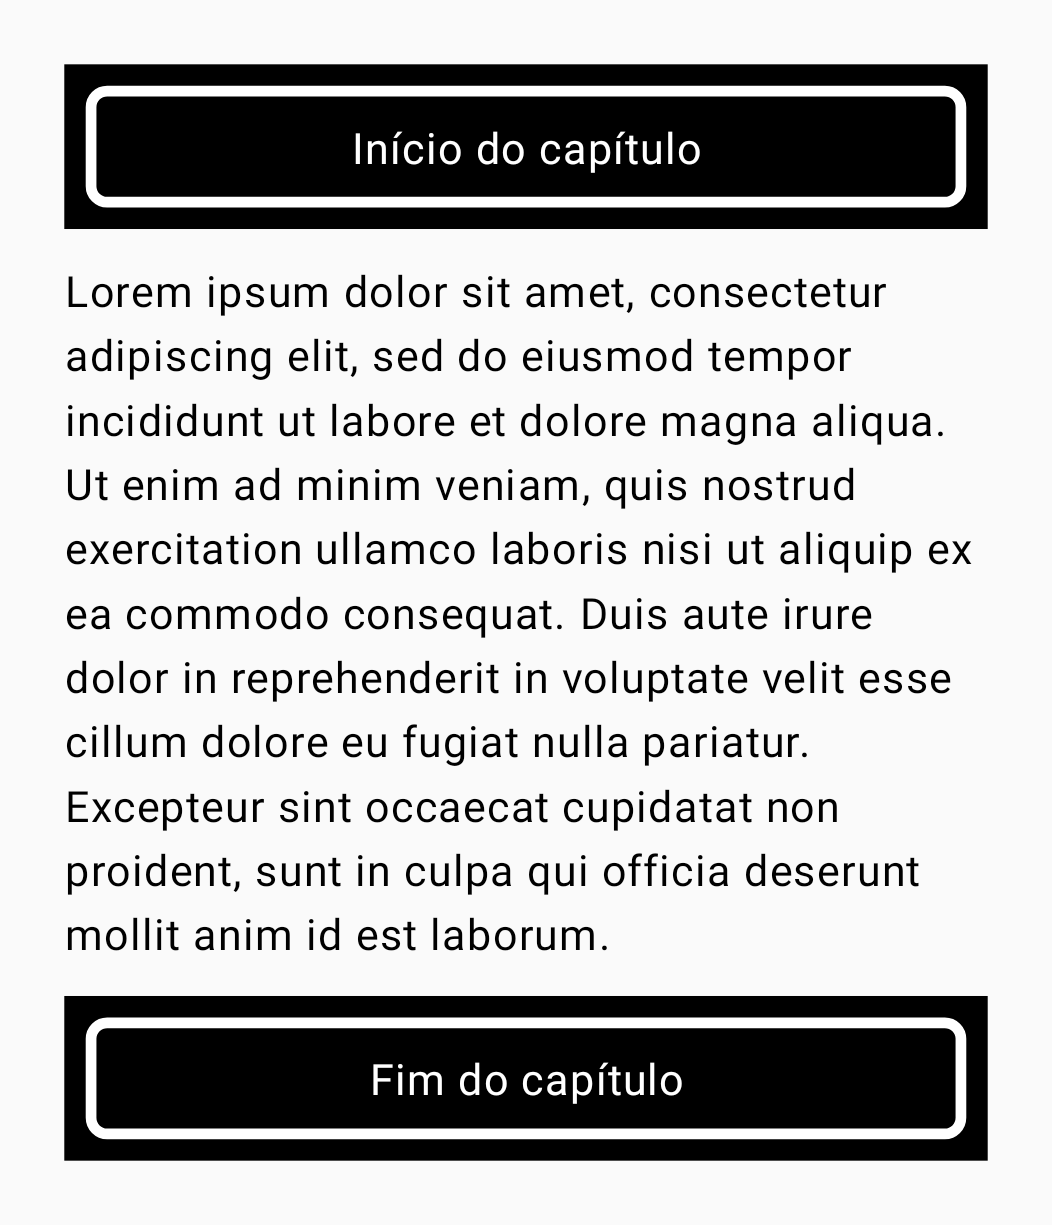 Início do capítulo
Lorem ipsum dolor sit amet, consectetur
adipiscing elit, sed do eiusmod tempor
incididunt ut labore et dolore magna aliqua.
Ut enim ad minim veniam, quis nostrud
exercitation ullamco laboris nisi ut aliquip ex
ea commodo consequat. Duis aute irure
dolor in reprehenderit in voluptate velit esse
cillum dolore eu fugiat nulla pariatur.
Excepteur sint occaecat cupidatat non
proident, sunt in culpa qui officia deserunt
mollit anim id est laborum.
Fim do capítulo